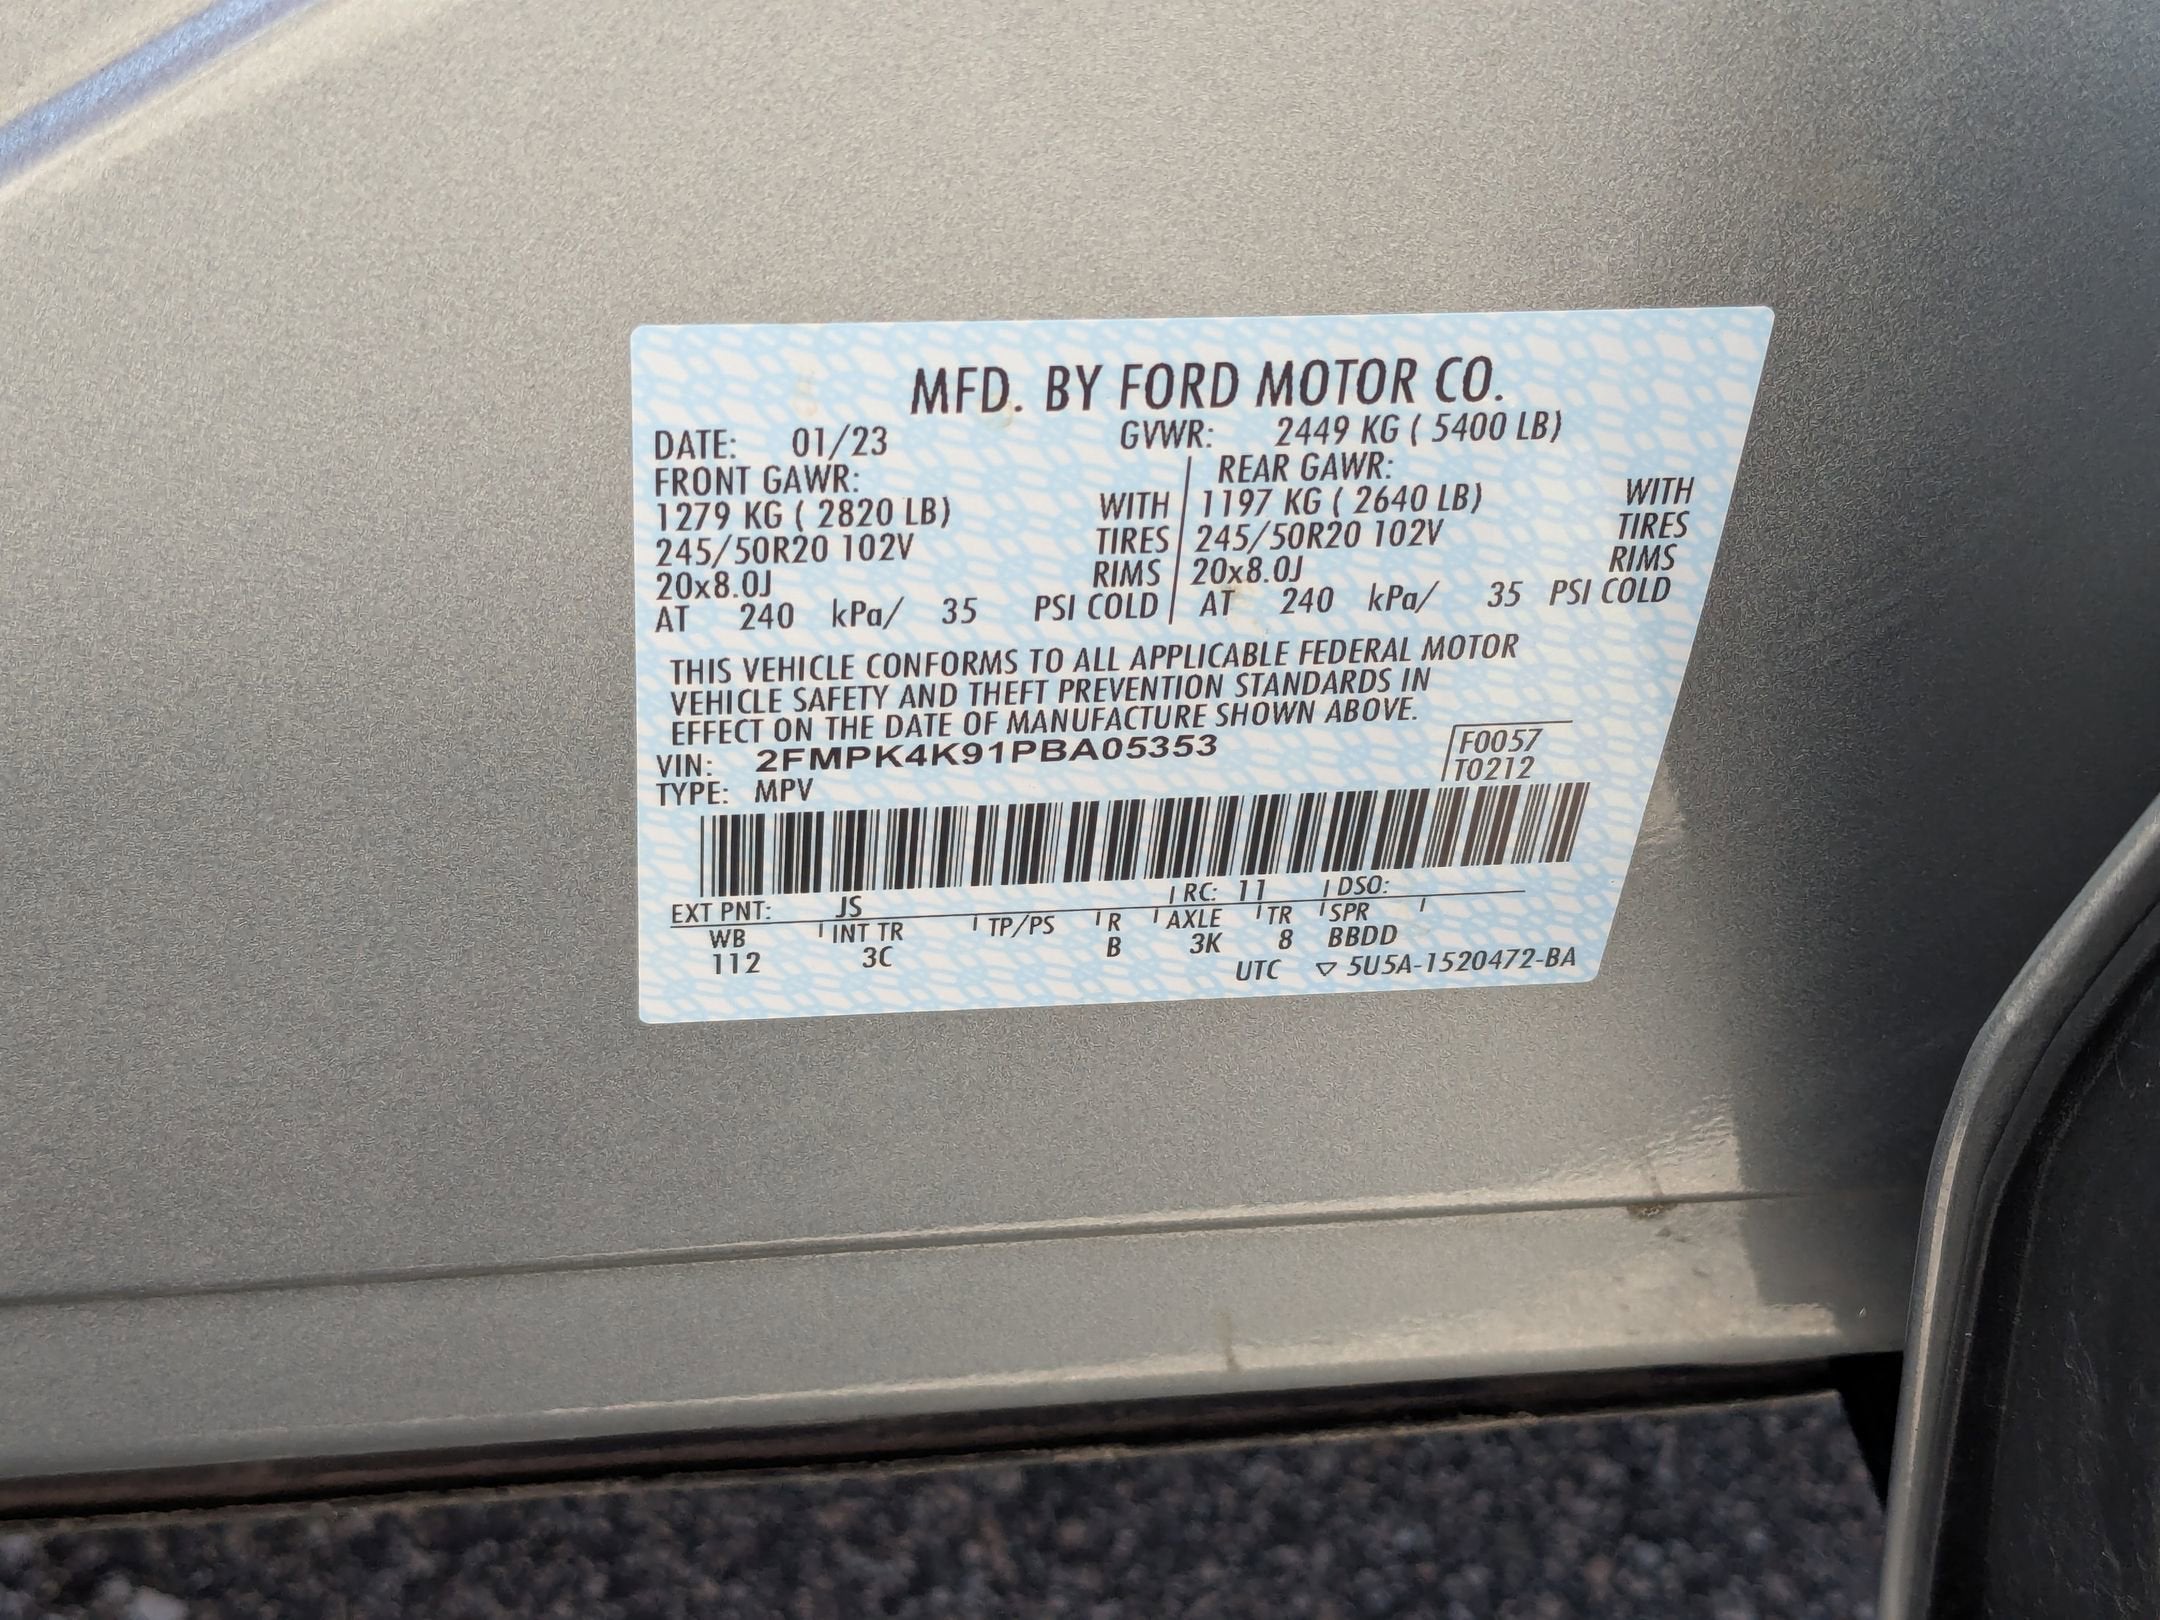 MFD. BY FORD MOTOR CO.
DATE: 01/23 GVWR: 2449 KG ( 5400 LB)
FRONT GAWR: REAR GAWR:
1279 KG ( 2820 LB) WITH 1197 KG ( 2640 LB) WITH
245/50R20 102V TIRES 245/50R20 102V TIRES
20x8.0J RIMS 20x8.0J RIMS
AT 240 kPa/ 35 PSI COLD AT 240 kPa/ 35 PSI COLD
THIS VEHICLE CONFORMS TO ALL APPLICABLE FEDERAL MOTOR
VEHICLE SAFETY AND THEFT PREVENTION STANDARDS IN
EFFECT ON THE DATE OF MANUFACTURE SHOWN ABOVE.
VIN: 2FMPK4K91PBA05353 F0057
TYPE: MPV T0212
EXT PNT: JS RC: 11 DSO:
WB INT TR TP/PS R AXLE TR SPR
112 3C B 3K 8 BBDD
UTC ▽ 5U5A-1520472-BA